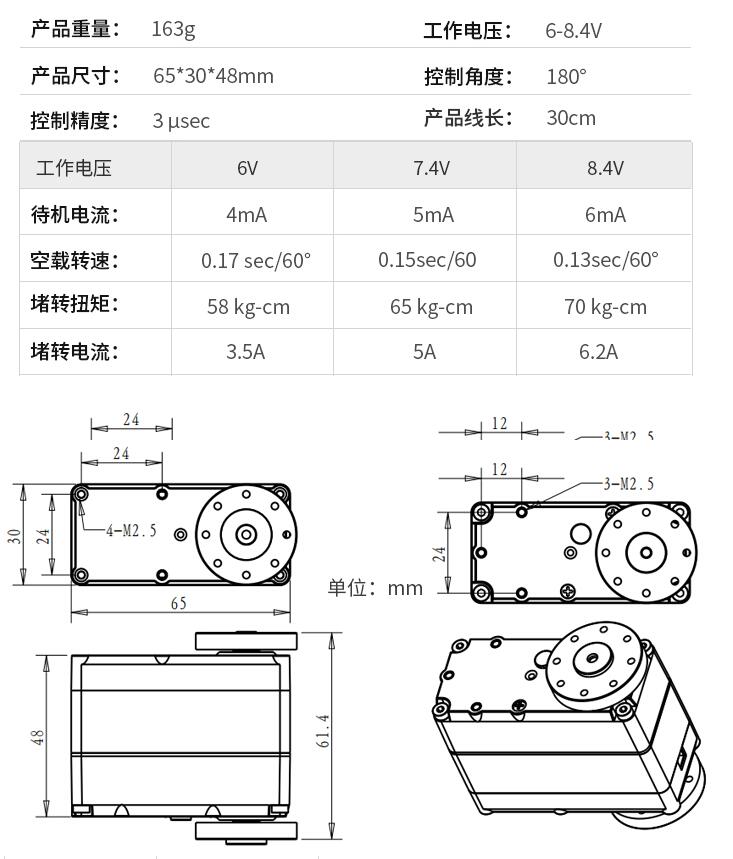 产品重量： 163g 工作电压： 6-8.4V
产品尺寸： 65*30*48mm 控制角度： 180°
控制精度： 3 μsec 产品线长： 30cm
工作电压 6V 7.4V 8.4V
待机电流： 4mA 5mA 6mA
空载转速： 0.17 sec/60° 0.15sec/60 0.13sec/60°
堵转扭矩： 58 kg-cm 65 kg-cm 70 kg-cm
堵转电流： 3.5A 5A 6.2A
24
12
3-M2.5
24
12
3-M2.5
30
24
4-M2.5
24
65
单位：mm
48
61.4